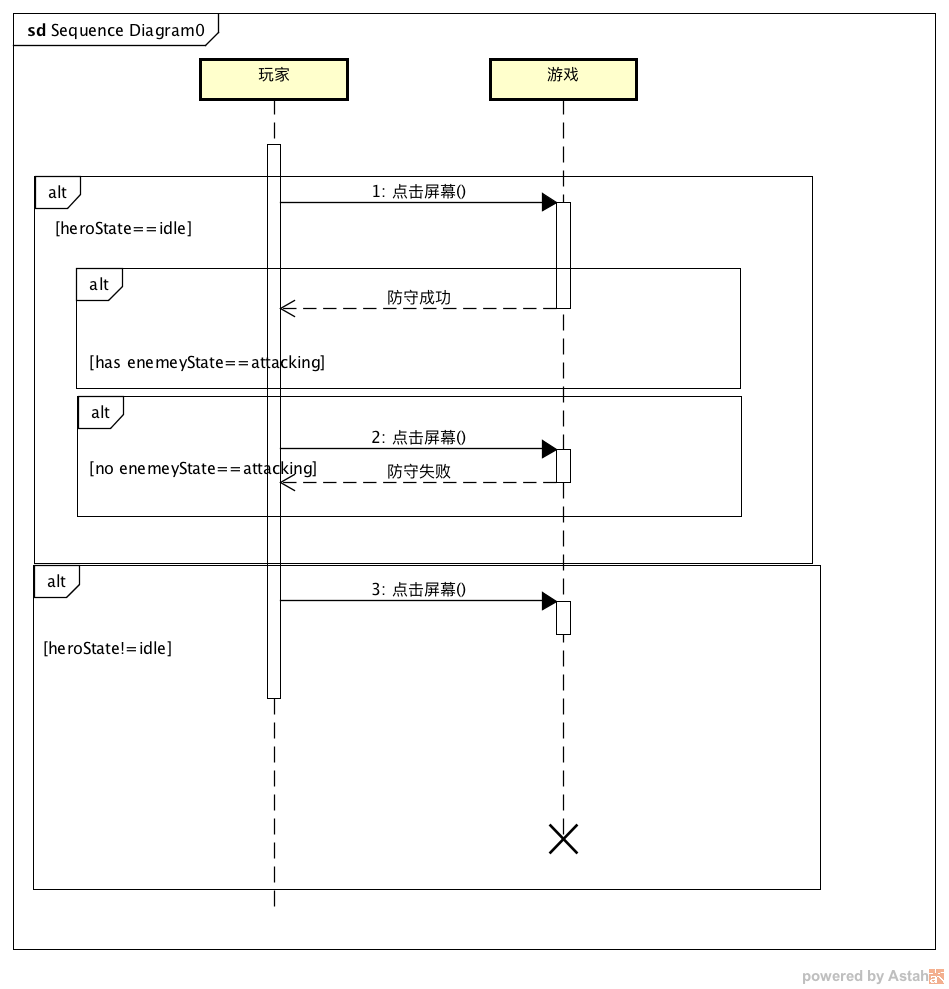 sd Sequence Diagram0
玩家
游戏
alt
1: 点击屏幕()
[heroState==idle]
alt
防守成功
[has enemeyState==attacking]
alt
2: 点击屏幕()
[no enemeyState==attacking]
防守失败
alt
3: 点击屏幕()
[heroState!=idle]
powered by Astah